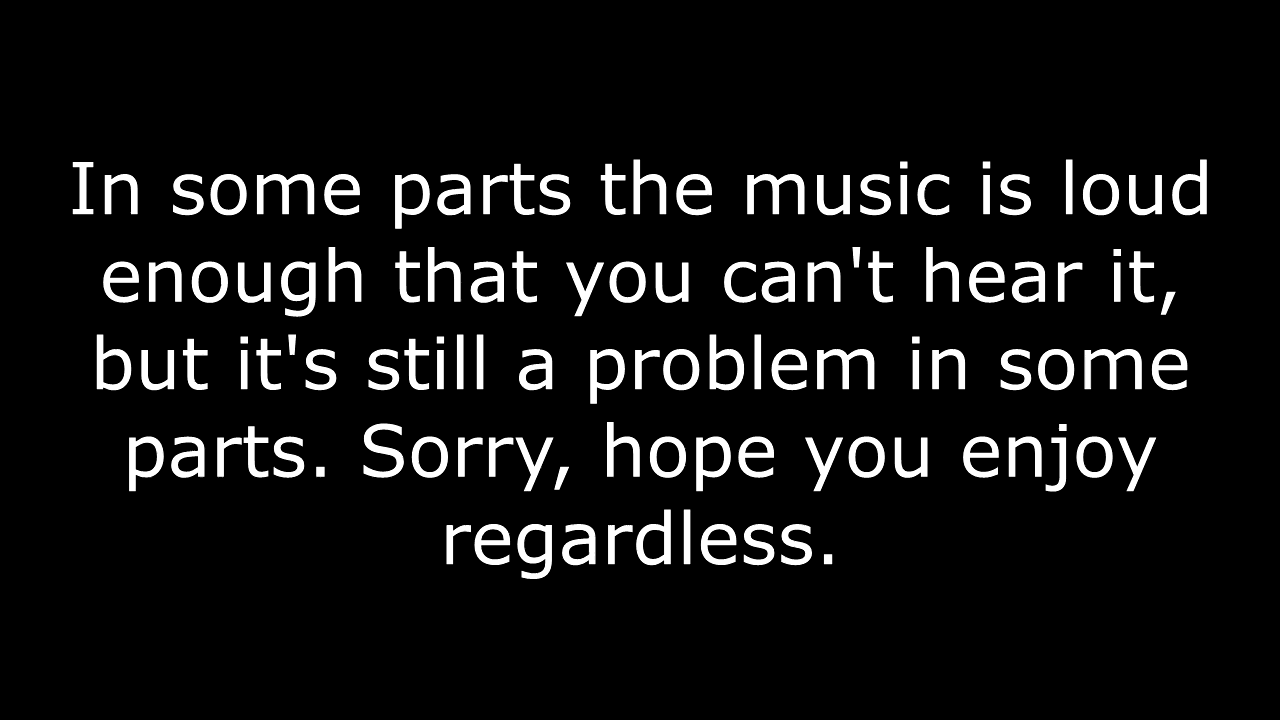 In some parts the music is loud
enough that you can't hear it,
but it's still a problem in some
parts. Sorry, hope you enjoy
regardless.